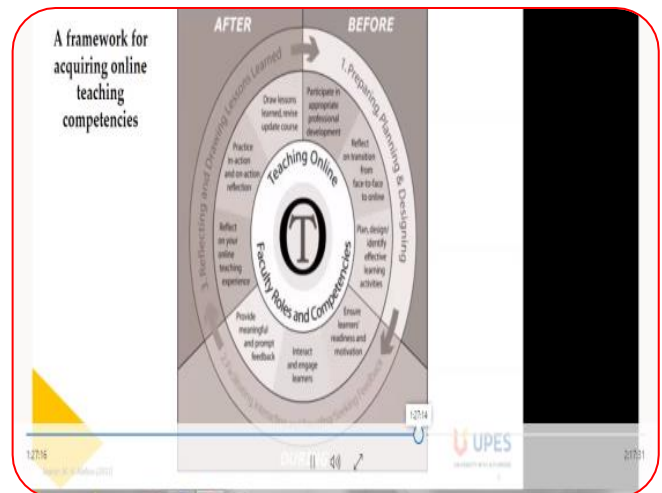 A framework for
acquiring online
teaching
competencies
AFTER
BEFORE
1. Preparing, Planning & Designing
Participate in
appropriate
professional
development
Reflect
on transition
from
face-to-face
to online
Plan, design/
identify
effective
learning
activities
Ensure
learners'
readiness and
motivation
Interact
and engage
learners
Provide
meaningful
and prompt
feedback
Reflect
on your
online
teaching
experience
Practice
in-action
and on-action
reflection
Draw lessons
learned, revise
update course
3. Reflecting and Drawing Lessons Learned
Teaching Online
OT
Faculty Roles and Competencies
1:27:14
1:27:16
UPES
2:17:31